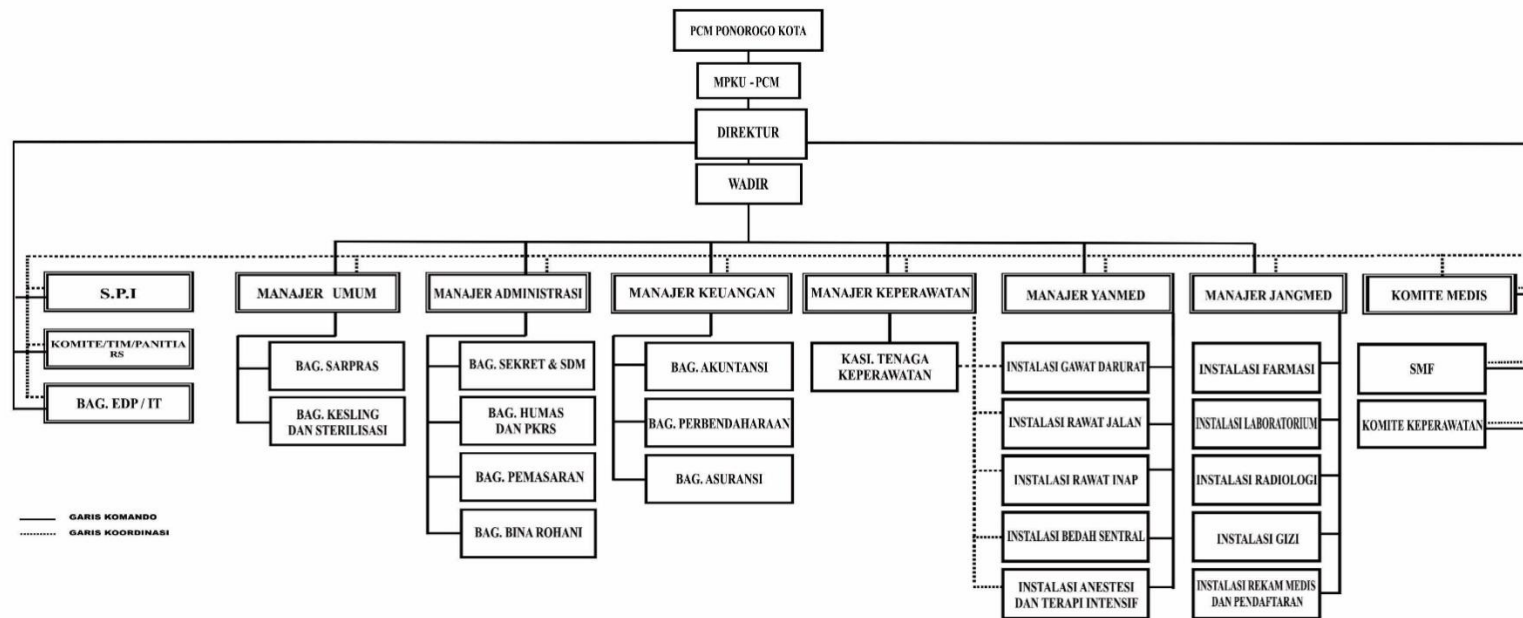 PCM PONOROGO KOTA
MPKU - PCM
DIREKTUR
WADIR
S.P.I
MANAJER UMUM
MANAJER ADMINISTRASI
MANAJER KEUANGAN
MANAJER KEPERAWATAN
MANAJER YANMED
MANAJER JANGMED
KOMITE MEDIS
KOMITE/TIM/PANITIA
RS
BAG. EDP / IT
BAG. SARPRAS
BAG. KESLING
DAN STERILISASI
BAG. SEKRET & SDM
BAG. HUMAS
DAN PKRS
BAG. PEMASARAN
BAG. BINA ROHANI
BAG. AKUNTANSI
BAG. PERBENDAHARAAN
BAG. ASURANSI
KASI. TENAGA
KEPERAWATAN
INSTALASI GAWAT DARURAT
INSTALASI RAWAT JALAN
INSTALASI RAWAT INAP
INSTALASI BEDAH SENTRAL
INSTALASI ANESTESI
DAN TERAPI INTENSIF
INSTALASI FARMASI
INSTALASI LABORATORIUM
INSTALASI RADIOLOGI
INSTALASI GIZI
INSTALASI REKAM MEDIS
DAN PENDAFTARAN
SMF
KOMITE KEPERAWATAN
GARIS KOMANDO
GARIS KOORDINASI